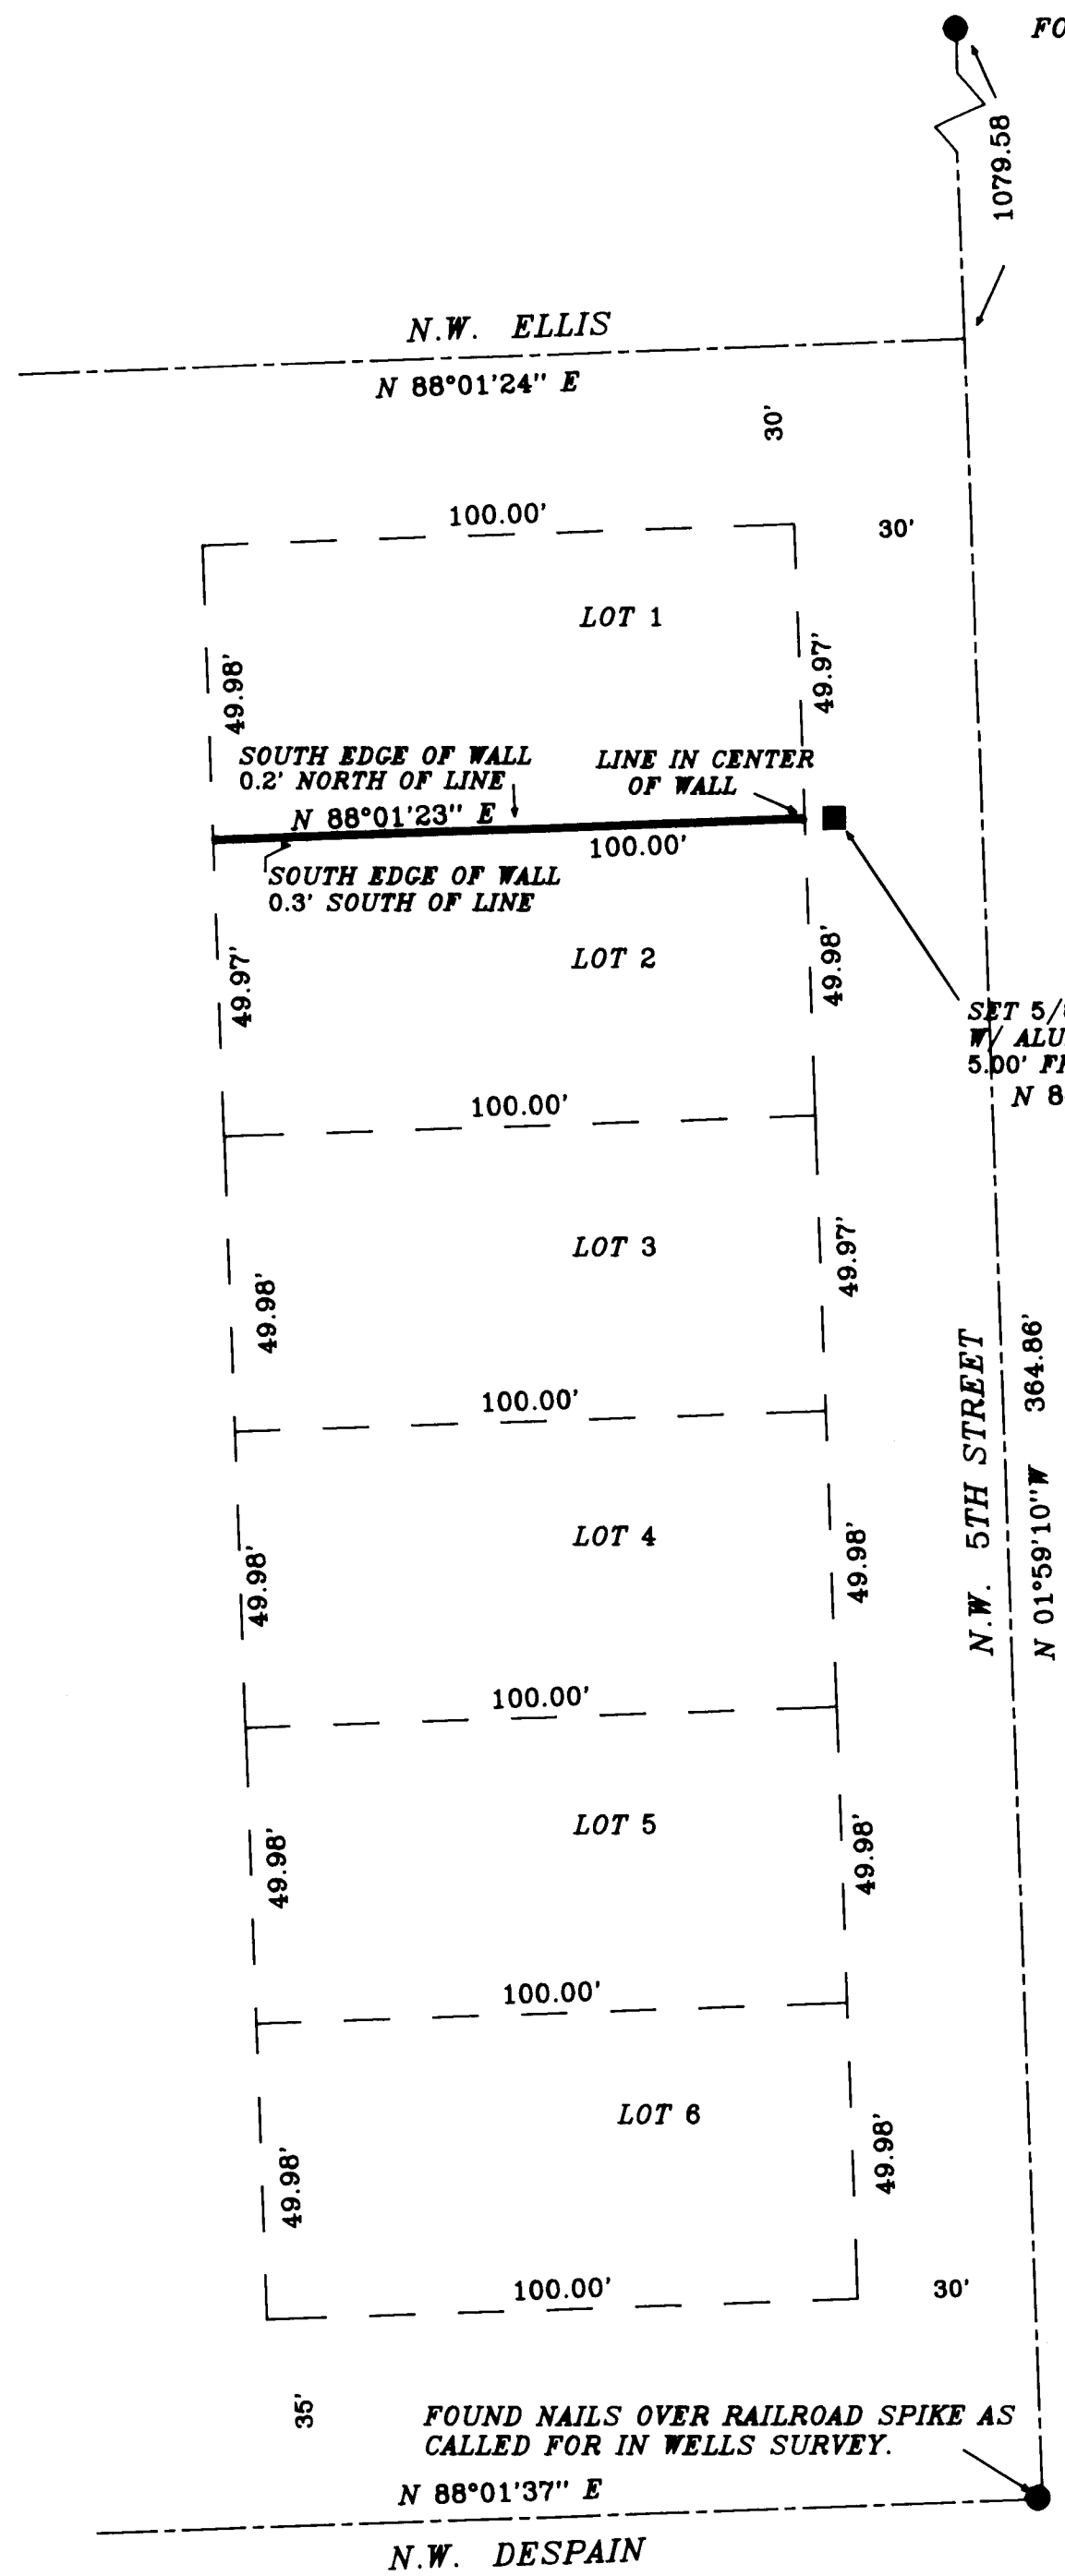 FO
1079.58
N.W. ELLIS
N 88°01'24" E
30'
100.00'
30'
LOT 1
49.98'
49.97'
SOUTH EDGE OF WALL
0.2' NORTH OF LINE
LINE IN CENTER
OF WALL
N 88°01'23" E
100.00'
SOUTH EDGE OF WALL
0.3' SOUTH OF LINE
LOT 2
49.97'
49.98'
SET 5/
W/ ALU
5.00' F
N 8
100.00'
LOT 3
49.98'
49.97'
100.00'
N.W. 5TH STREET
N 01°59'10"W 364.86'
LOT 4
49.98'
49.98'
100.00'
LOT 5
49.98'
49.98'
100.00'
LOT 6
49.98'
49.98'
100.00'
30'
35'
FOUND NAILS OVER RAILROAD SPIKE AS
CALLED FOR IN WELLS SURVEY.
N 88°01'37" E
N.W. DESPAIN